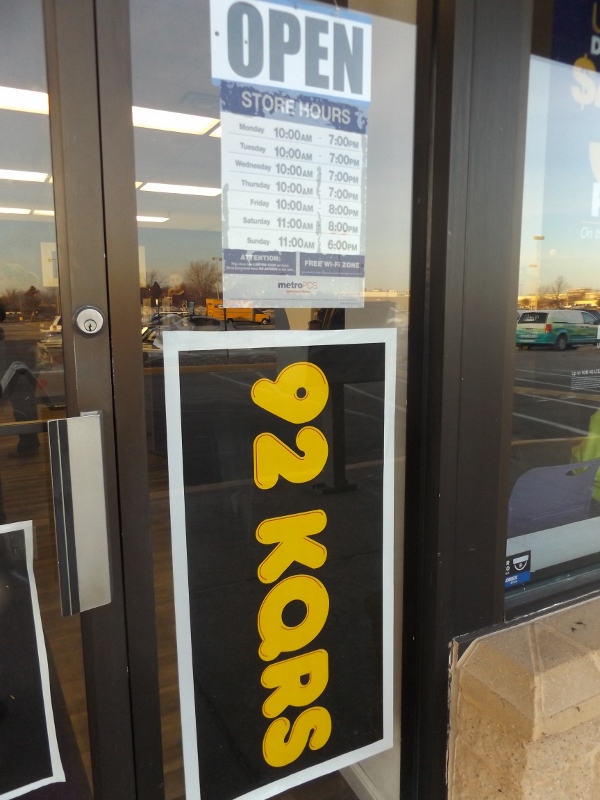 OPEN
STORE HOURS
Monday 10:00AM - 7:00PM
Tuesday 10:00AM - 7:00PM
Wednesday 10:00AM - 7:00PM
Thursday 10:00AM - 7:00PM
Friday 10:00AM - 8:00PM
Saturday 11:00AM - 8:00PM
Sunday 11:00AM - 6:00PM
ATTENTION:
FREE WI-FI ZONE
metroPCS
92 KQRS